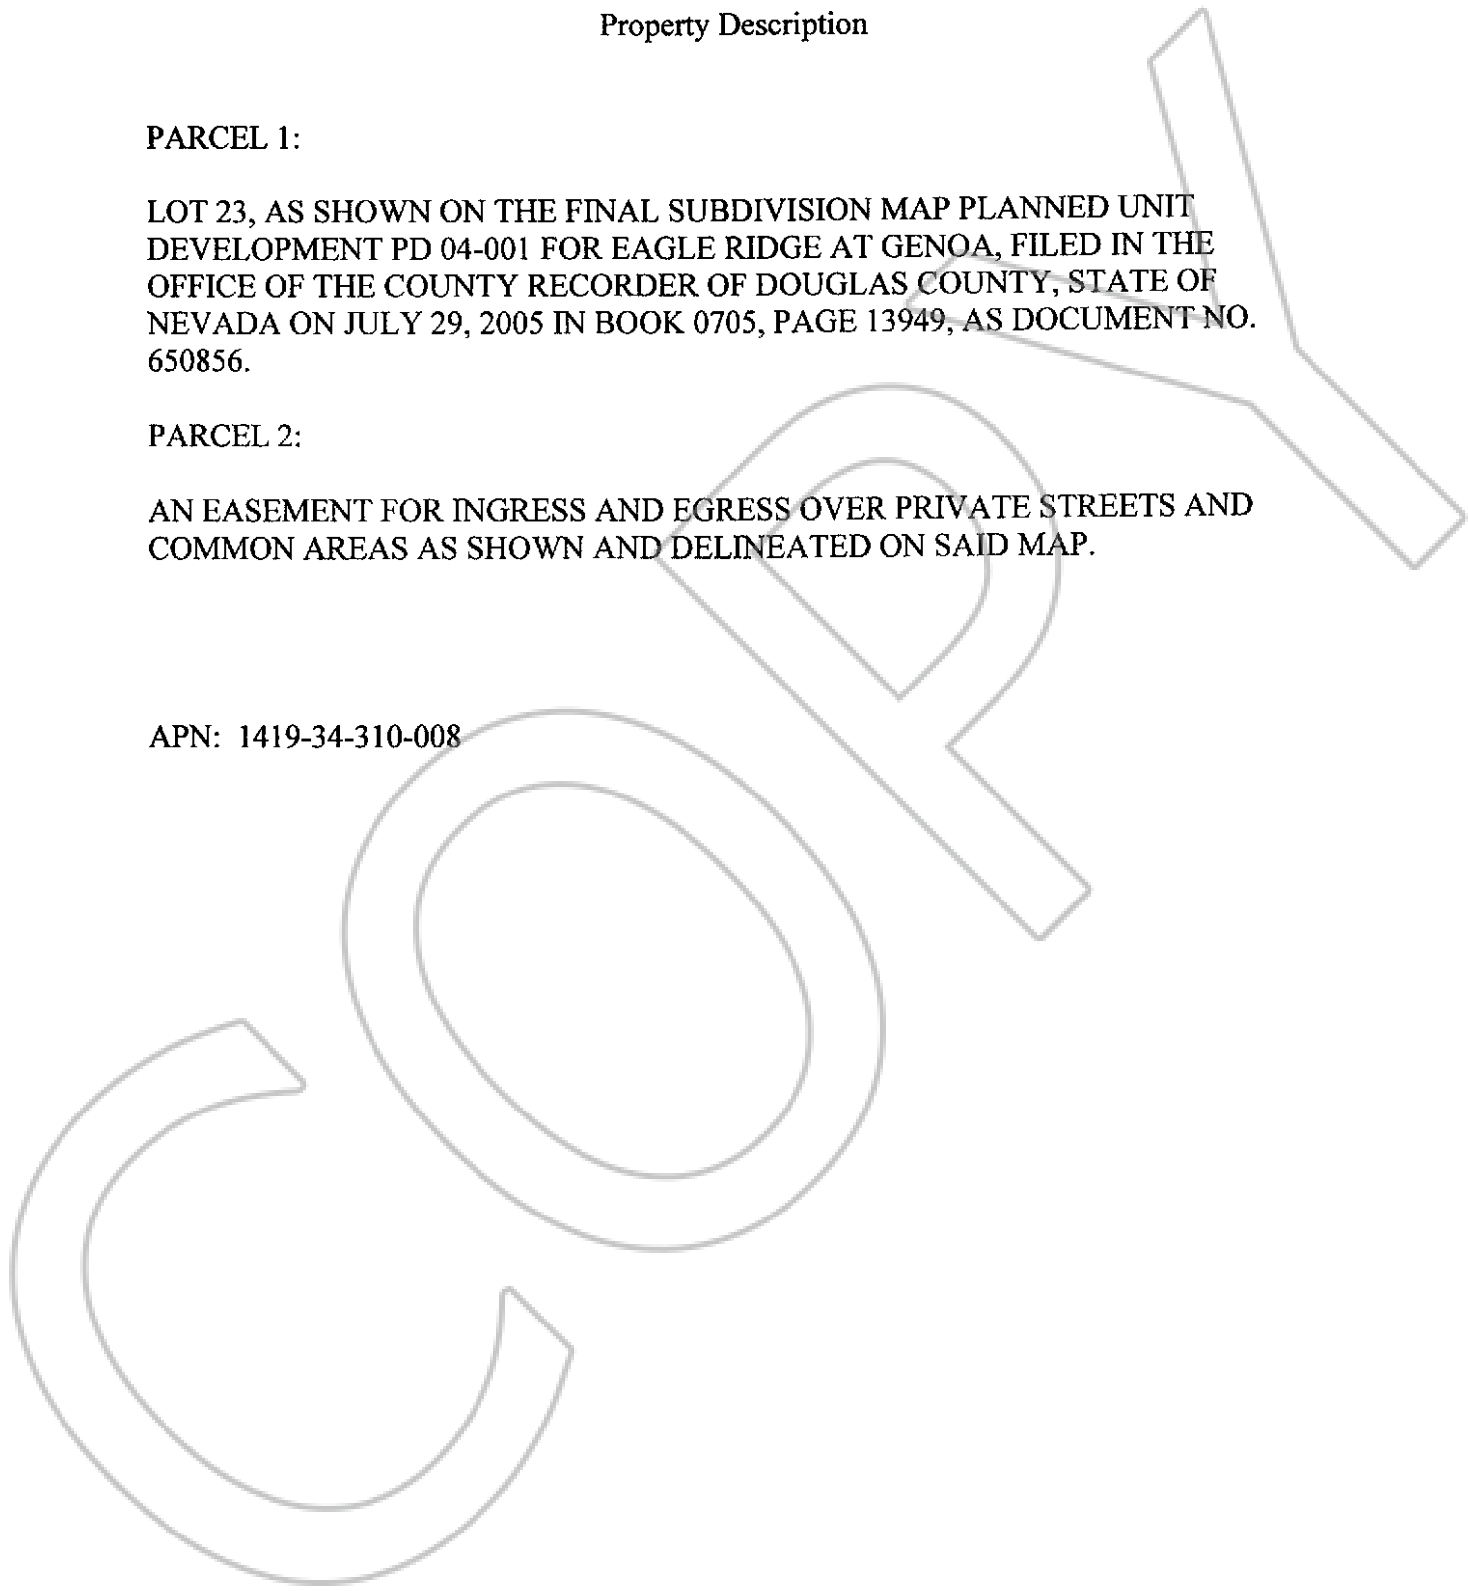 Property Description
PARCEL 1:
LOT 23, AS SHOWN ON THE FINAL SUBDIVISION MAP PLANNED UNIT
DEVELOPMENT PD 04-001 FOR EAGLE RIDGE AT GENOA, FILED IN THE
OFFICE OF THE COUNTY RECORDER OF DOUGLAS COUNTY, STATE OF
NEVADA ON JULY 29, 2005 IN BOOK 0705, PAGE 13949, AS DOCUMENT NO.
650856.
PARCEL 2:
AN EASEMENT FOR INGRESS AND EGRESS OVER PRIVATE STREETS AND
COMMON AREAS AS SHOWN AND DELINEATED ON SAID MAP.
APN: 1419-34-310-008
COPY